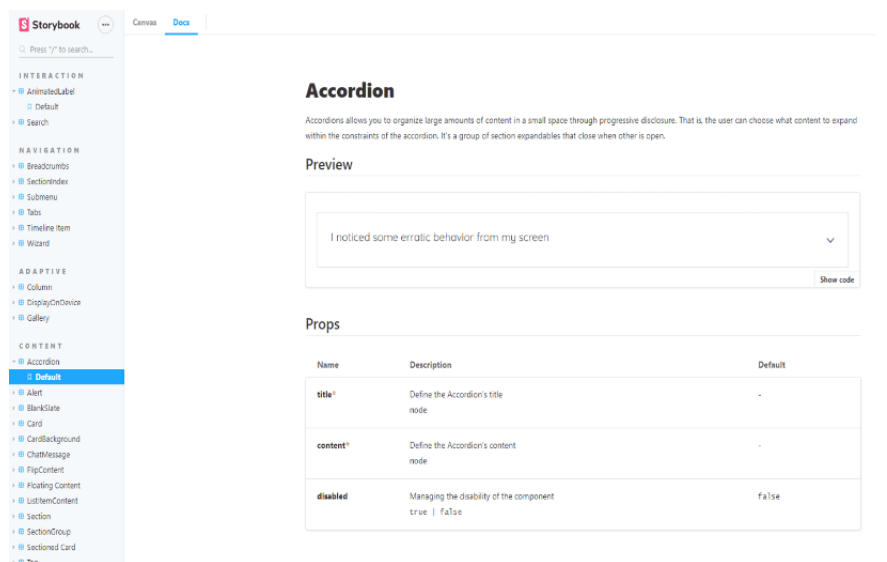 Storybook
Canvas Docs
Press "/" to search...
INTERACTION
AnimatedLabel
Default
Search
NAVIGATION
Breadcrumbs
SectionIndex
Submenu
Tabs
Timeline Item
Wizard
ADAPTIVE
Column
DisplayOnDevice
Gallery
CONTENT
Accordion
Default
Alert
BlankSlate
Card
CardBackground
ChatMessage
FlipContent
Floating Content
ListItemContent
Section
SectionGroup
Sectioned Card
Accordion
Accordions allows you to organize large amounts of content in a small space through progressive disclosure. That is, the user can choose what content to expand
within the constraints of the accordion. It's a group of section expandables that close when other is open.
Preview
I noticed some erratic behavior from my screen
Show code
Props
Name Description Default
title* Define the Accordion's title -
node
content* Define the Accordion's content -
node
disabled Managing the disability of the component false
true | false